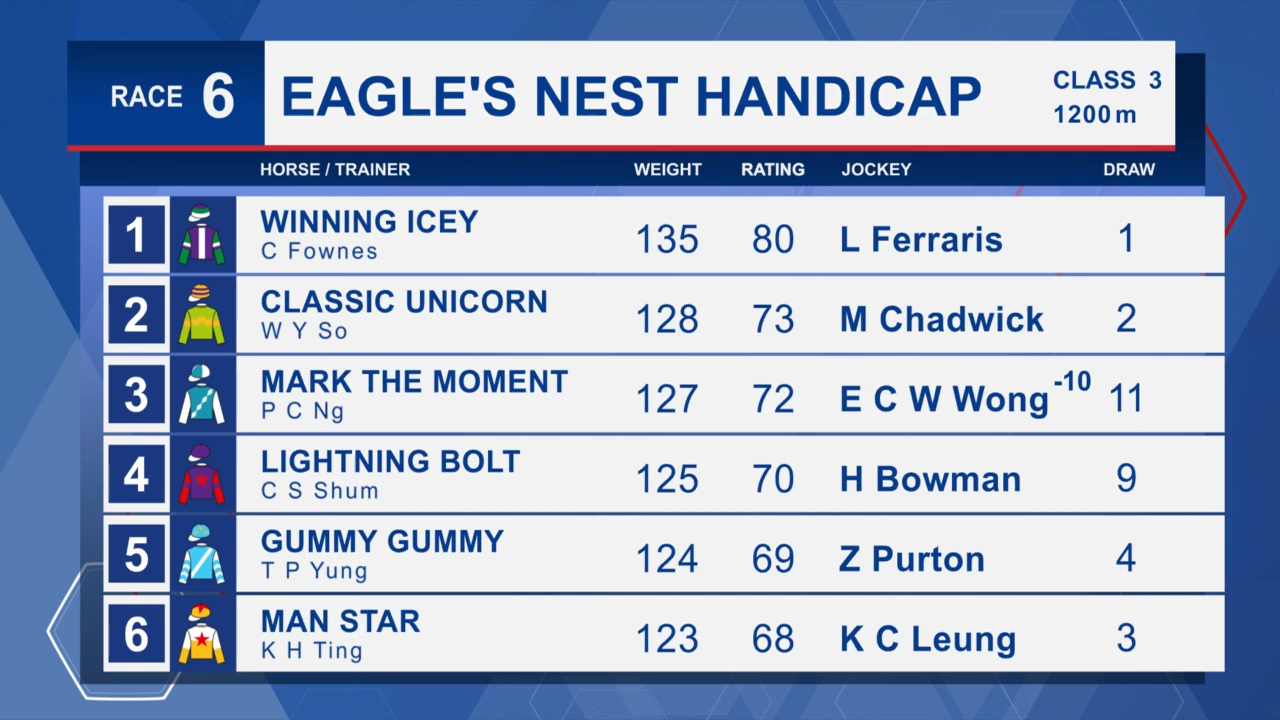 RACE 6 EAGLE'S NEST HANDICAP CLASS 3
1200m
HORSE / TRAINER WEIGHT RATING JOCKEY DRAW
1 WINNING ICEY 135 80 L Ferraris 1
C Fownes
2 CLASSIC UNICORN 128 73 M Chadwick 2
W Y So
3 MARK THE MOMENT 127 72 E C W Wong -10 11
P C Ng
4 LIGHTNING BOLT 125 70 H Bowman 9
C S Shum
5 GUMMY GUMMY 124 69 Z Purton 4
T P Yung
6 MAN STAR 123 68 K C Leung 3
K H Ting